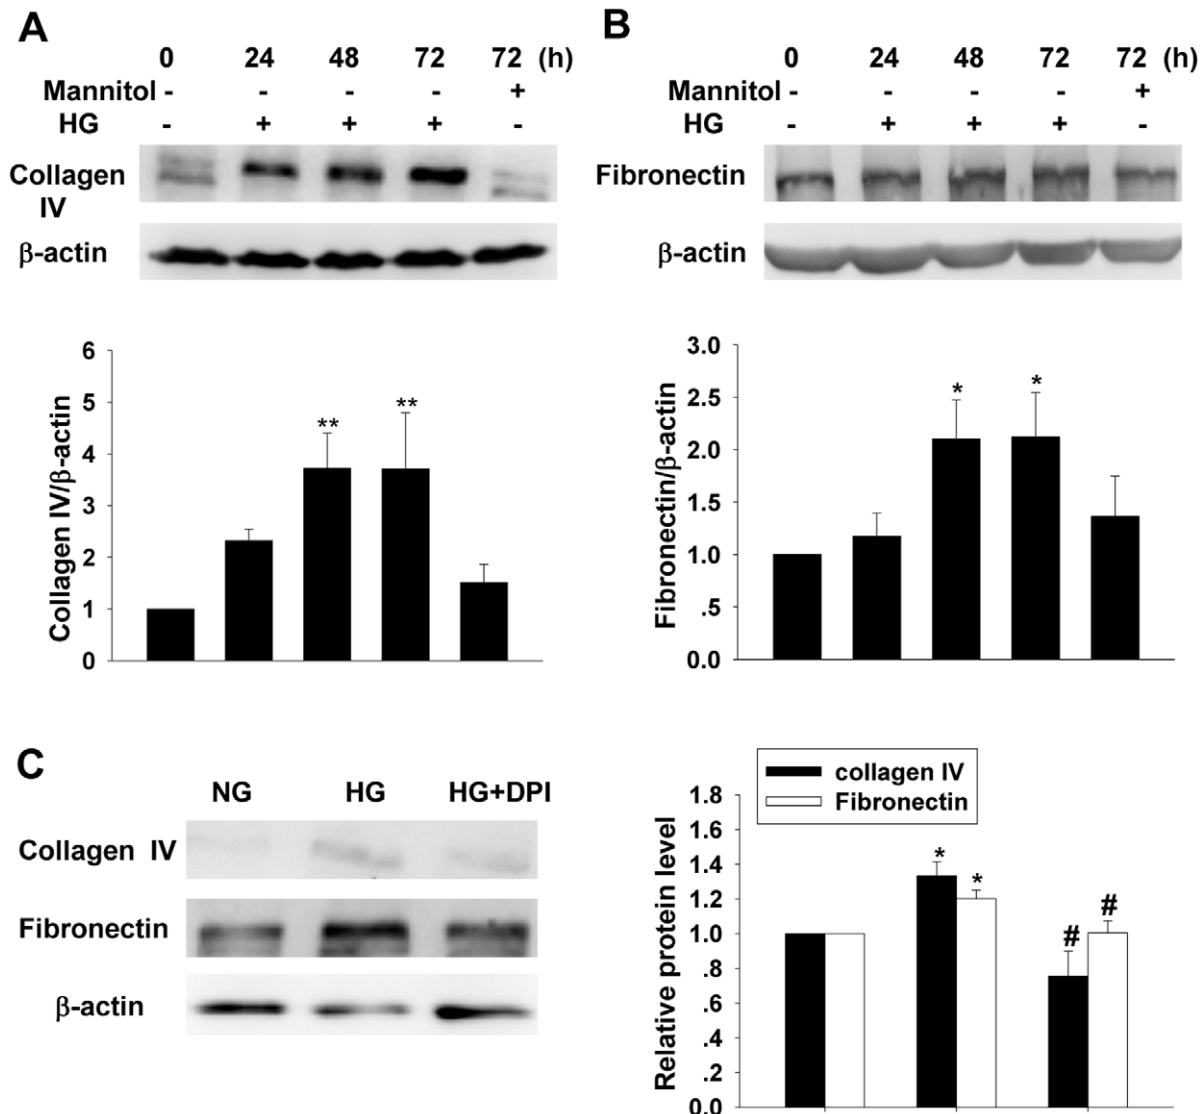 A
0 24 48 72 72 (h)
Mannitol - - - - +
HG - + + + -
Collagen
IV
β-actin
6
5
4
3
2
1
0
Collagen IV/β-actin
**
**
B
0 24 48 72 72 (h)
Mannitol - - - - +
HG - + + + -
Fibronectin
β-actin
3.0
2.5
2.0
1.5
1.0
.5
0.0
Fibronectin/β-actin
*
*
C
NG HG HG+DPI
Collagen IV
Fibronectin
β-actin
collagen IV
Fibronectin
1.8
1.6
1.4
1.2
1.0
.8
.6
.4
.2
0.0
Relative protein level
*
*
#
#